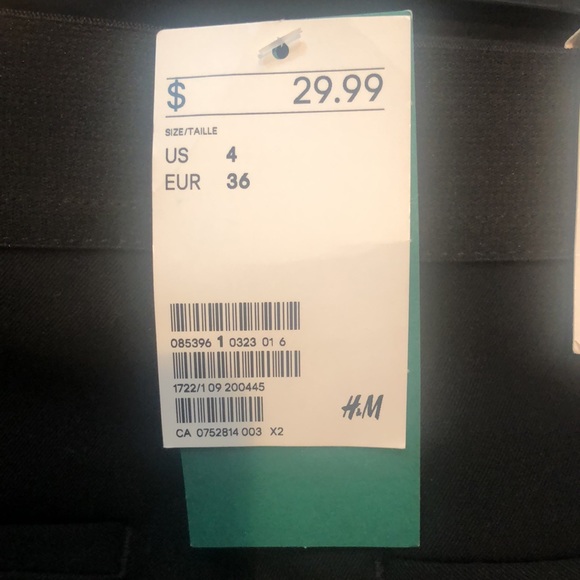 $ 29.99
SIZE/TAILLE
US 4
EUR 36
085396 1 0323 01 6
1722/1 09 200445
H&M
CA 0752814 003 X2